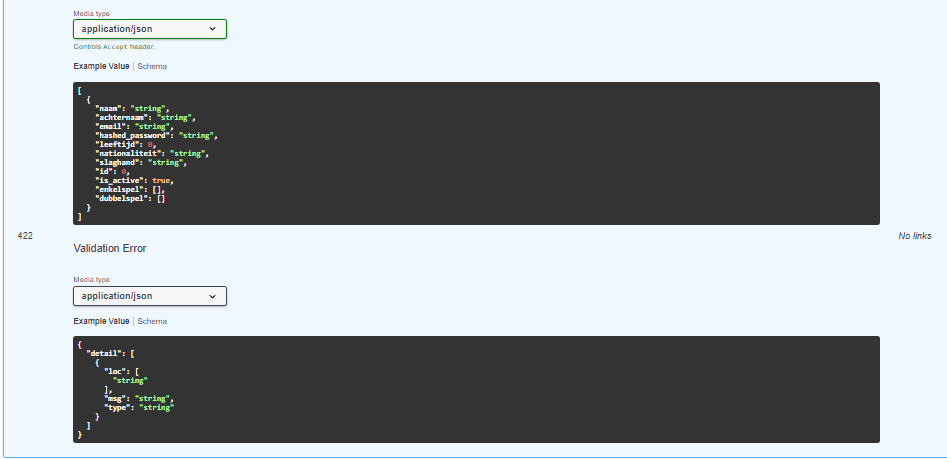 Media type
application/json
Controls Accept header.
Example Value | Schema
[
  {
    "naam": "string",
    "achternaam": "string",
    "email": "string",
    "hashed_password": "string",
    "leeftijd": 0,
    "nationaliteit": "string",
    "slaghand": "string",
    "id": 0,
    "is_active": true,
    "enkelspel": [],
    "dubbelspel": []
  }
]
422
No links
Validation Error
Media type
application/json
Example Value | Schema
{
  "detail": [
    {
      "loc": [
        "string"
      ],
      "msg": "string",
      "type": "string"
    }
  ]
}